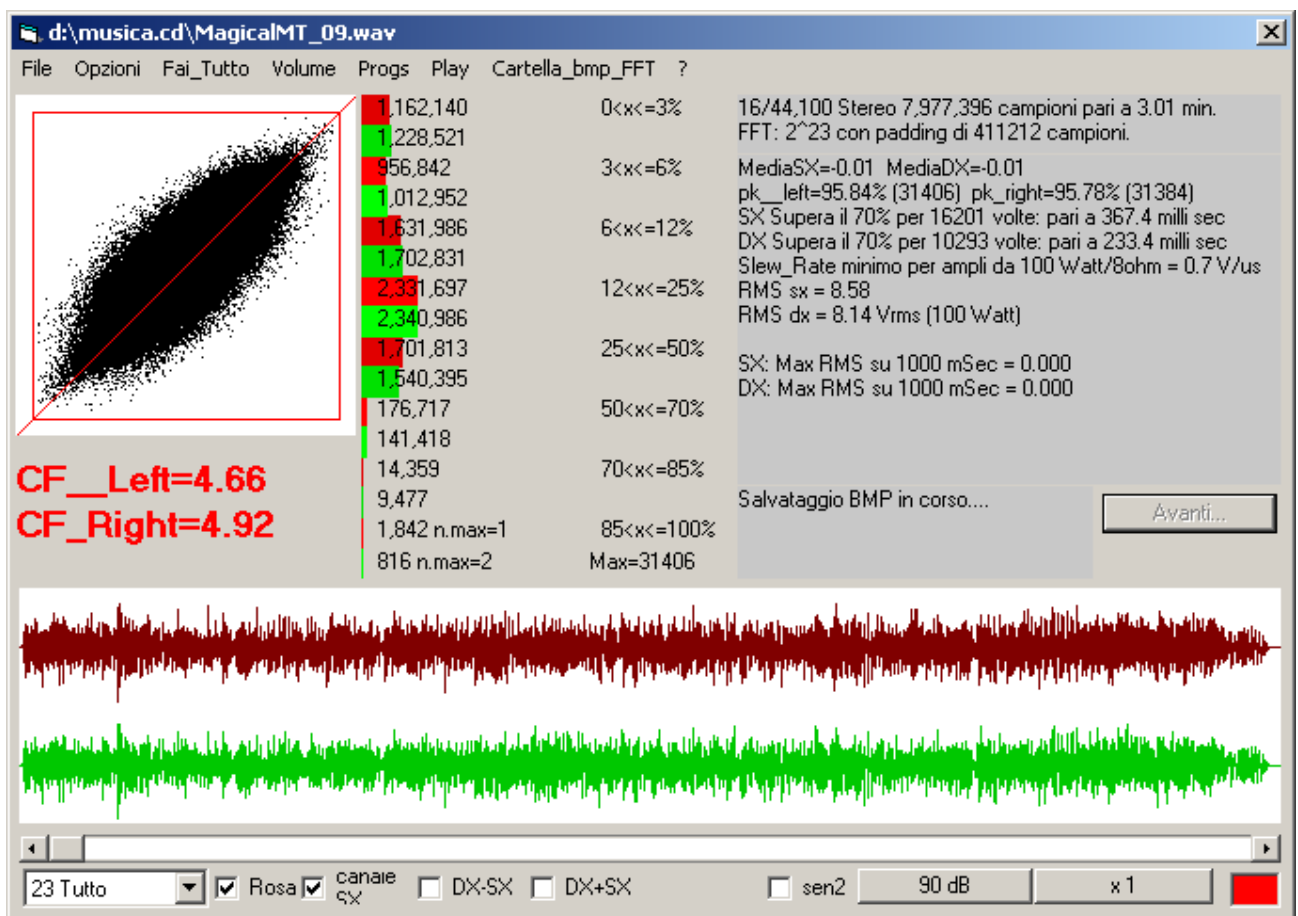 d:\musica.cd\MagicalMT_09.wav
File Opzioni Fai_Tutto Volume Progs Play Cartella_bmp_FFT ?
1,162,140 0<x<=3%
1,228,521
956,842 3<x<=6%
1,012,952
1,631,986 6<x<=12%
1,702,831
2,331,697 12<x<=25%
2,340,986
1,701,813 25<x<=50%
1,540,395
176,717 50<x<=70%
141,418
14,359 70<x<=85%
9,477
1,842 n.max=1 85<x<=100%
816 n.max=2 Max=31406
16/44,100 Stereo 7,977,396 campioni pari a 3.01 min.
FFT: 2^23 con padding di 411212 campioni.
MediaSX=-0.01 MediaDX=-0.01
pk__left=95.84% (31406) pk_right=95.78% (31384)
SX Supera il 70% per 16201 volte: pari a 367.4 milli sec
DX Supera il 70% per 10293 volte: pari a 233.4 milli sec
Slew_Rate minimo per ampli da 100 Watt/8ohm = 0.7 V/us
RMS sx = 8.58
RMS dx = 8.14 Vrms (100 Watt)
SX: Max RMS su 1000 mSec = 0.000
DX: Max RMS su 1000 mSec = 0.000
CF__Left=4.66
CF_Right=4.92
Salvataggio BMP in corso....
Avanti...
23 Tutto Rosa canale SX DX-SX DX+SX sen2 90 dB x 1